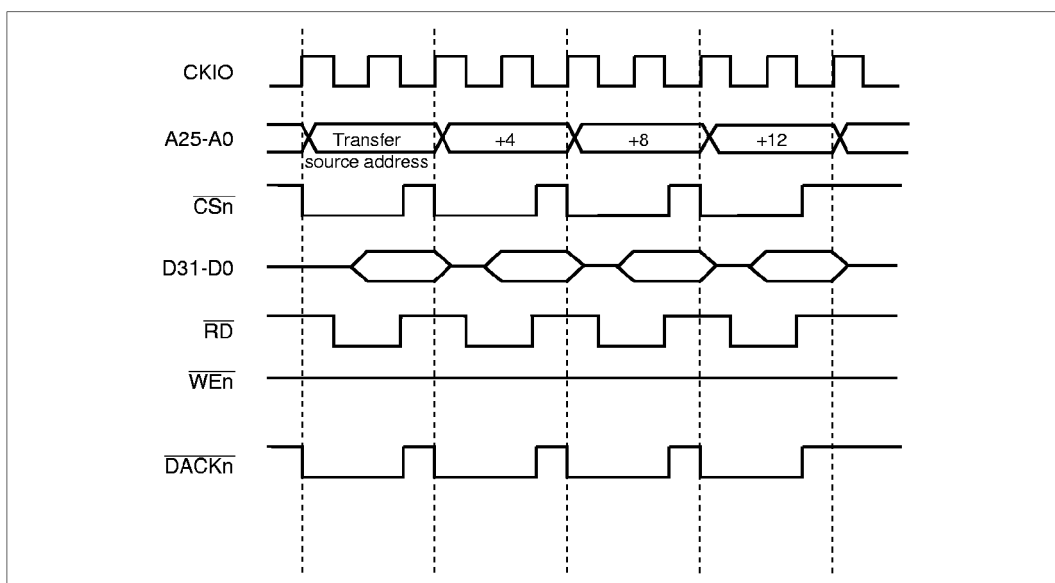 CKIO
A25-A0
Transfer
source address
+4
+8
+12
CSn
D31-D0
RD
WEn
DACKn